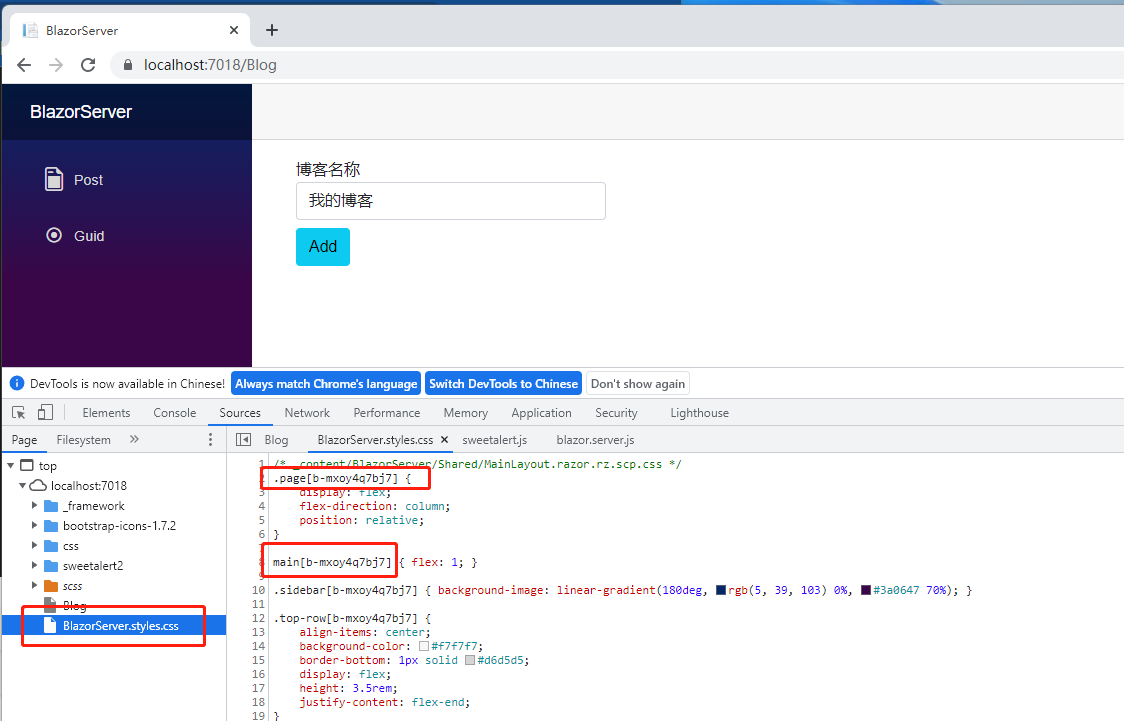 BlazorServer
localhost:7018/Blog
BlazorServer
博客名称
Post
我的博客
Guid
Add
DevTools is now available in Chinese! Always match Chrome's language Switch DevTools to Chinese Don't show again
Elements Console Sources Network Performance Memory Application Security Lighthouse
Page Filesystem » Blog BlazorServer.styles.css × sweetalert.js blazor.server.js
top
localhost:7018
_framework
bootstrap-icons-1.7.2
css
sweetalert2
scss
Blog
BlazorServer.styles.css
1 /* _content/BlazorServer/Shared/MainLayout.razor.rz.scp.css */
2 .page[b-mxoy4q7bj7] {
3 display: flex;
4 flex-direction: column;
5 position: relative;
6 }
7
8 main[b-mxoy4q7bj7] { flex: 1; }
9
10 .sidebar[b-mxoy4q7bj7] { background-image: linear-gradient(180deg, rgb(5, 39, 103) 0%, #3a0647 70%); }
11
12 .top-row[b-mxoy4q7bj7] {
13 align-items: center;
14 background-color: #f7f7f7;
15 border-bottom: 1px solid #d6d5d5;
16 display: flex;
17 height: 3.5rem;
18 justify-content: flex-end;
19 }